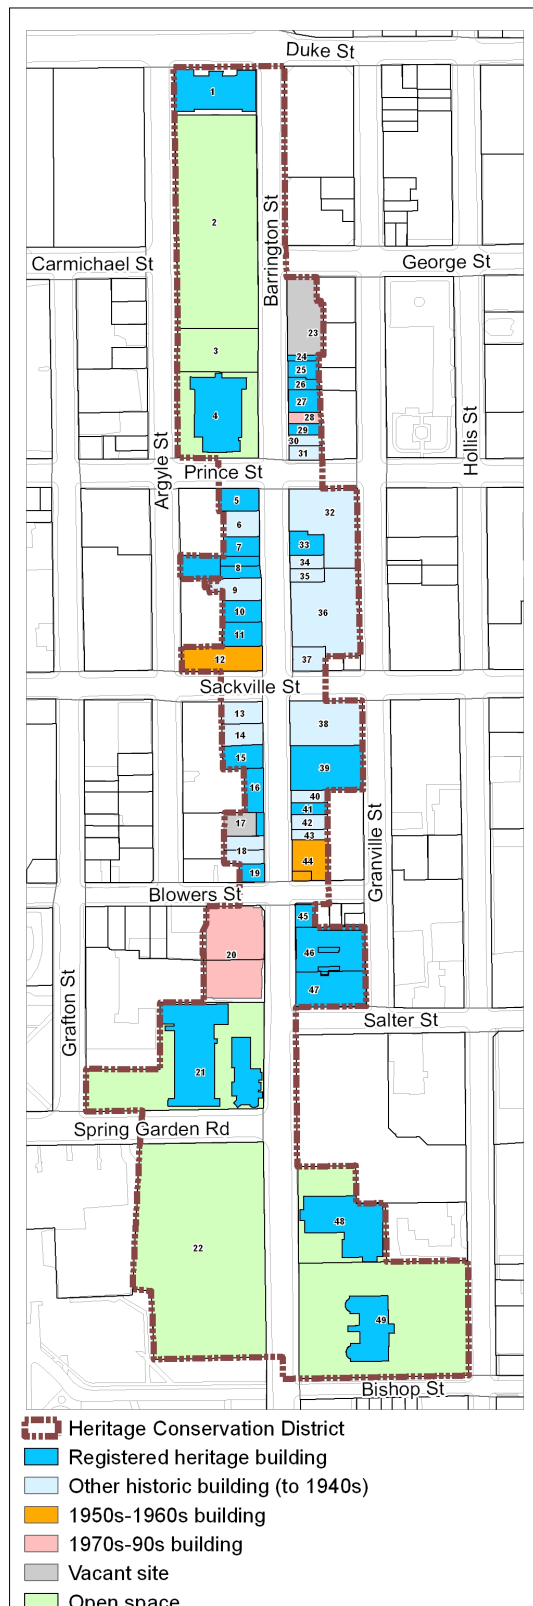 Duke St
1
Barrington St
2
Carmichael St
George St
23
3
24
25
26
4
27
28
29
30
31
Argyle St
Hollis St
Prince St
5
32
6
7
33
8
34
35
9
10
36
11
12
37
Sackville St
13
38
14
15
39
16
40
41
17
42
43
18
44
19
Granville St
Blowers St
45
20
46
47
Grafton St
Salter St
21
Spring Garden Rd
48
22
49
Bishop St
Heritage Conservation District
Registered heritage building
Other historic building (to 1940s)
1950s-1960s building
1970s-90s building
Vacant site
Open space